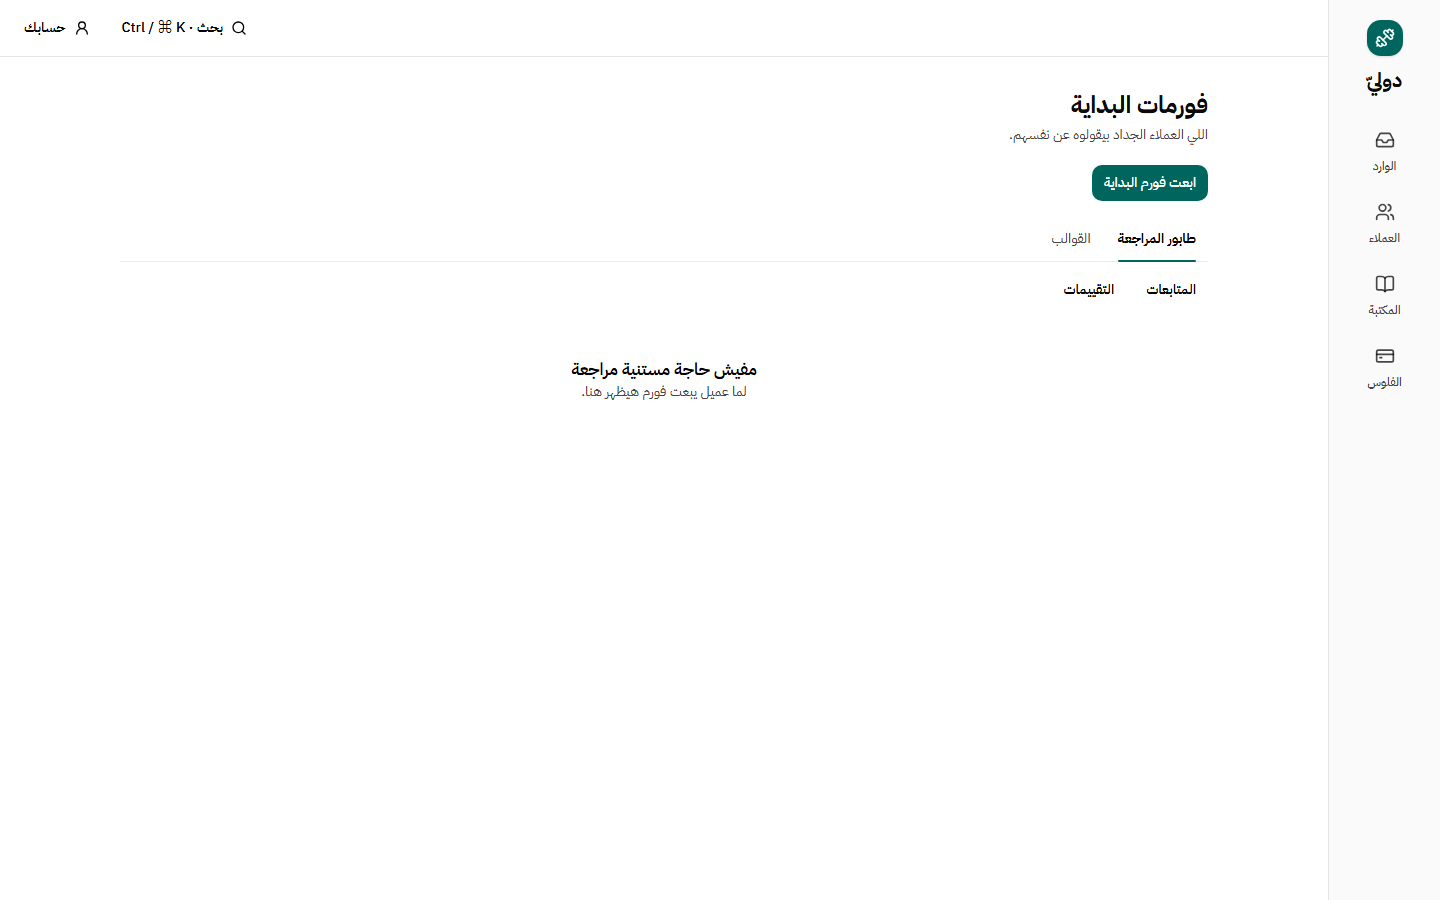 دوليّ
الوارد
العملاء
المكتبة
الفلوس
بحث · Ctrl / ⌘ K
حسابك
فورمات البداية
اللي العملاء الجداد بيقولوه عن نفسهم.
ابعت فورم البداية
طابور المراجعة
القوالب
المتابعات
التقييمات
مفيش حاجة مستنية مراجعة
لما عميل يبعت فورم هيظهر هنا.